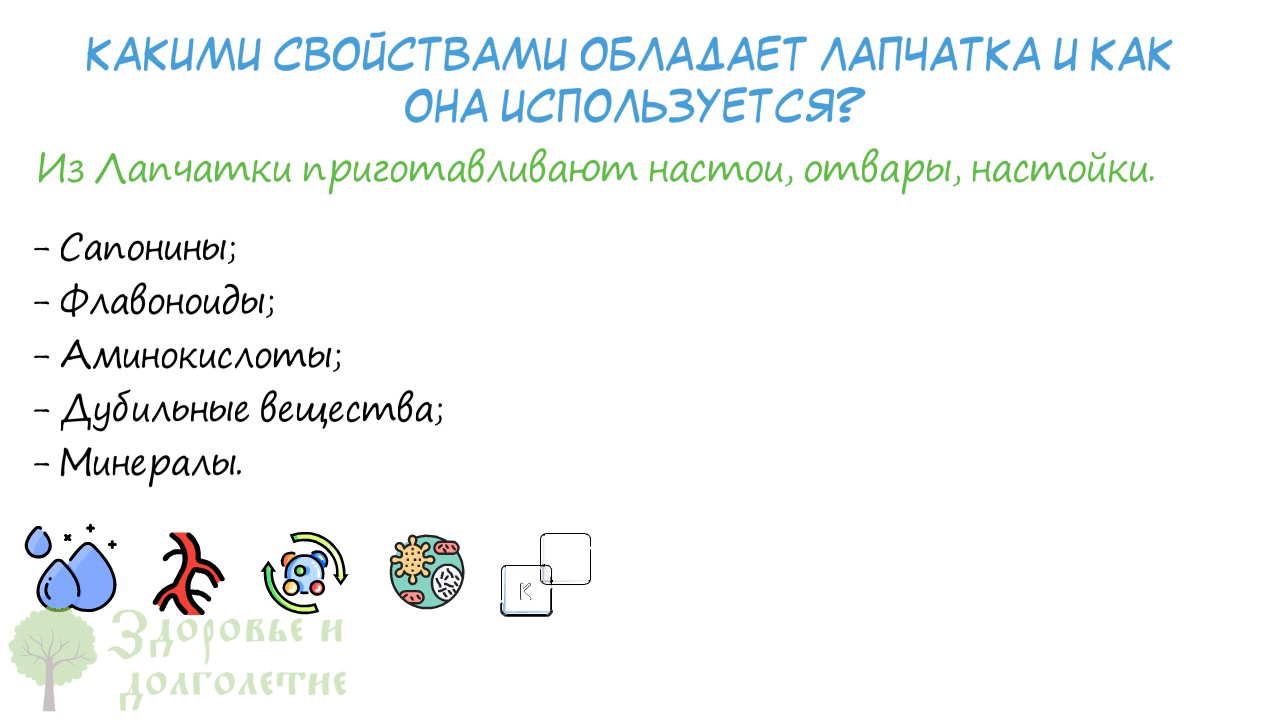 КАКИМИ СВОЙСТВАМИ ОБЛАДАЕТ ЛАПЧАТКА И КАК
ОНА ИСПОЛЬЗУЕТСЯ?
Из Лапчатки приготавливают настои, отвары, настойки.
- Сапонины;
- Флавоноиды;
- Аминокислоты;
- Дубильные вещества;
- Минералы.
K
Здоровье и
долголетие